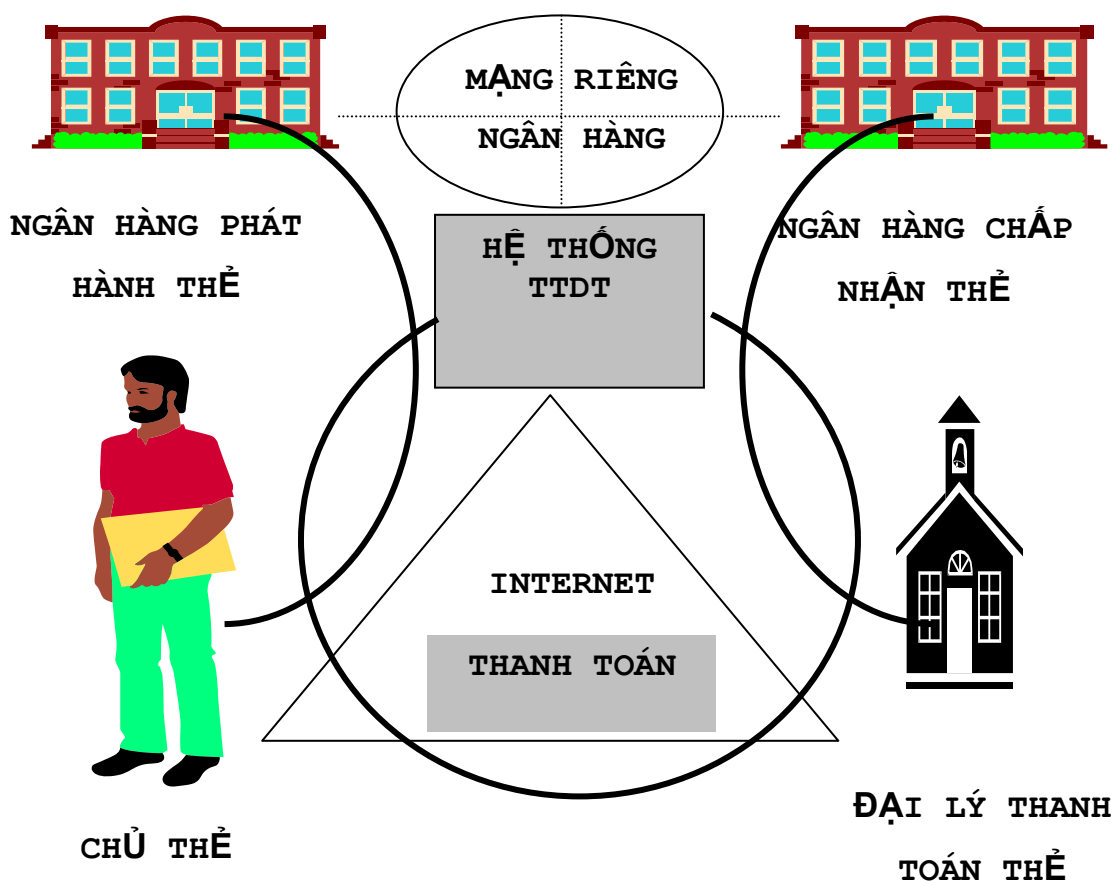 MẠNG RIÊNG
NGÂN HÀNG
NGÂN HÀNG PHÁT
HÀNH THẺ
HỆ THỐNG
TTDT
NGÂN HÀNG CHẤP
NHẬN THẺ
INTERNET
THANH TOÁN
CHỦ THẺ
ĐẠI LÝ THANH
TOÁN THẺ